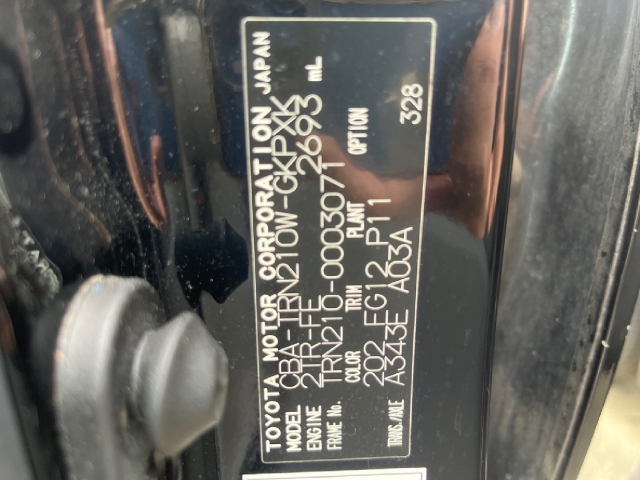 TOYOTA MOTOR CORPORATION JAPAN
MODEL CBA-TRN210W-GKPXK
ENGINE 2TR-FE 2693 mL
FRAME No. TRN210-0003071
COLOR TRIM PLANT OPTION
202 FG12 P11
TRANS./AXLE A343E A03A 328